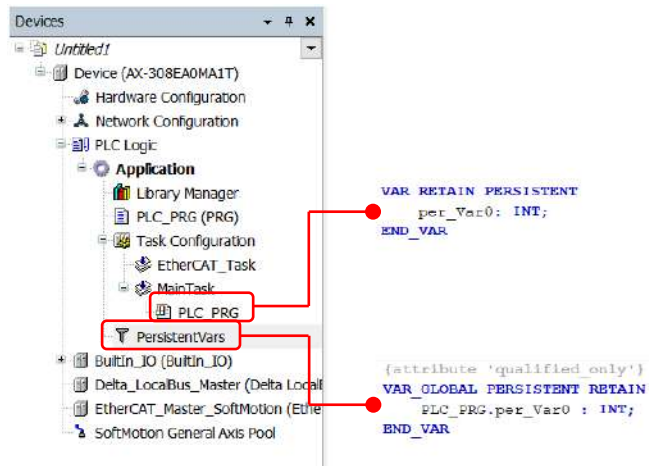 Devices
Untitled1
Device (AX-308EA0MA1T)
Hardware Configuration
Network Configuration
PLC Logic
Application
Library Manager
PLC_PRG (PRG)
Task Configuration
EtherCAT_Task
MainTask
PLC_PRG
PersistentVars
BuiltIn_IO (BuiltIn_IO)
Delta_LocalBus_Master (Delta Local
EtherCAT_Master_SoftMotion (Ethe
SoftMotion General Axis Pool
VAR RETAIN PERSISTENT
per_Var0: INT;
END_VAR
{attribute 'qualified_only'}
VAR_GLOBAL PERSISTENT RETAIN
PLC_PRG.per_Var0 : INT;
END_VAR